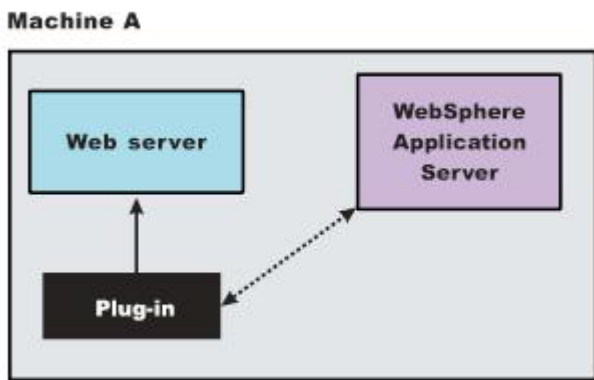 Machine A
Web server
WebSphere
Application
Server
Plug-in